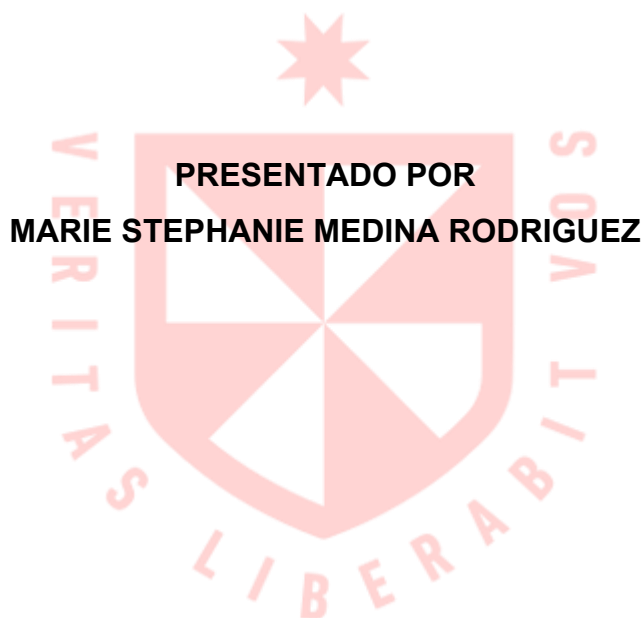 PRESENTADO POR
MARIE STEPHANIE MEDINA RODRIGUEZ
VERITAS LIBERABIT VOS